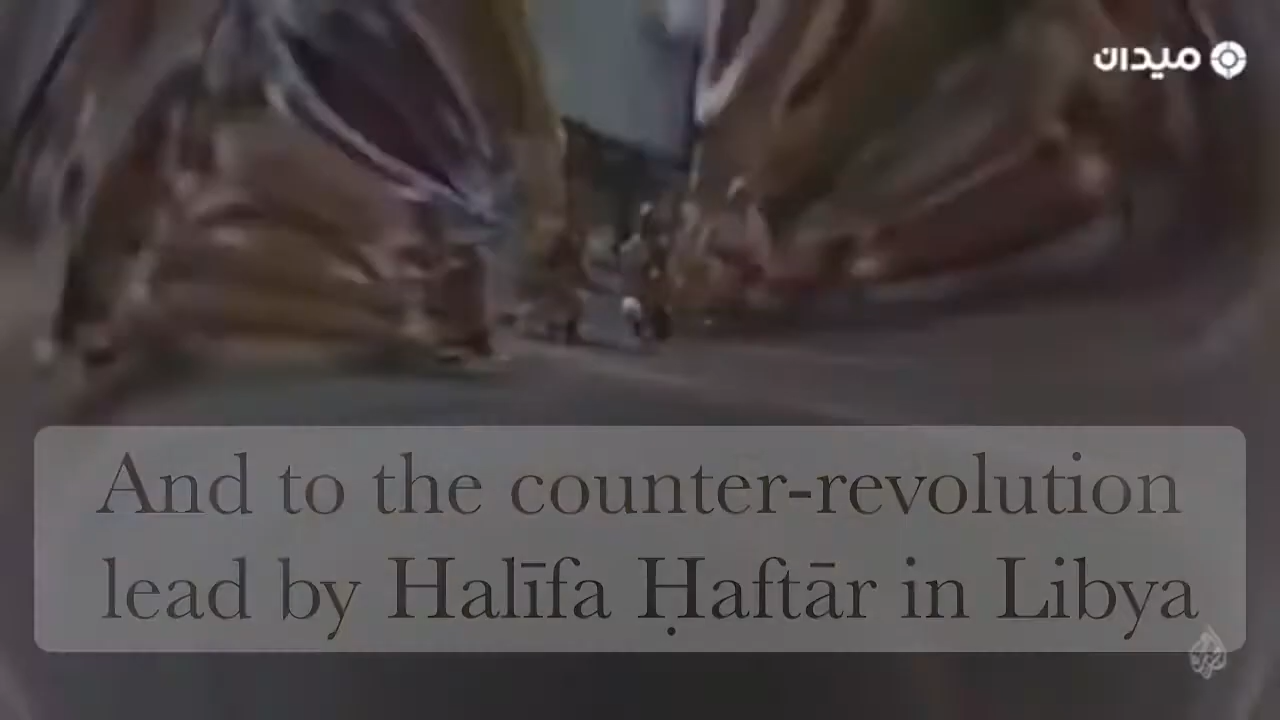 ميدان
And to the counter-revolution
lead by Halīfa Ḥaftār in Libya